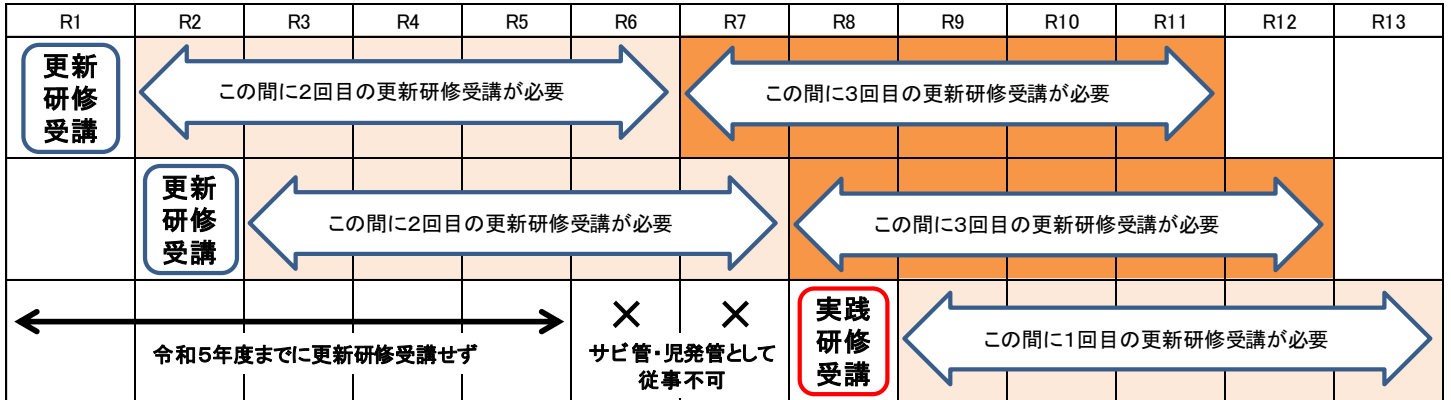 R1 R2 R3 R4 R5 R6 R7 R8 R9 R10 R11 R12 R13
更新
研修
受講
この間に2回目の更新研修受講が必要
この間に3回目の更新研修受講が必要
更新
研修
受講
この間に2回目の更新研修受講が必要
この間に3回目の更新研修受講が必要
令和5年度までに更新研修受講せず
× ×
サビ管・児発管として
従事不可
実践
研修
受講
この間に1回目の更新研修受講が必要